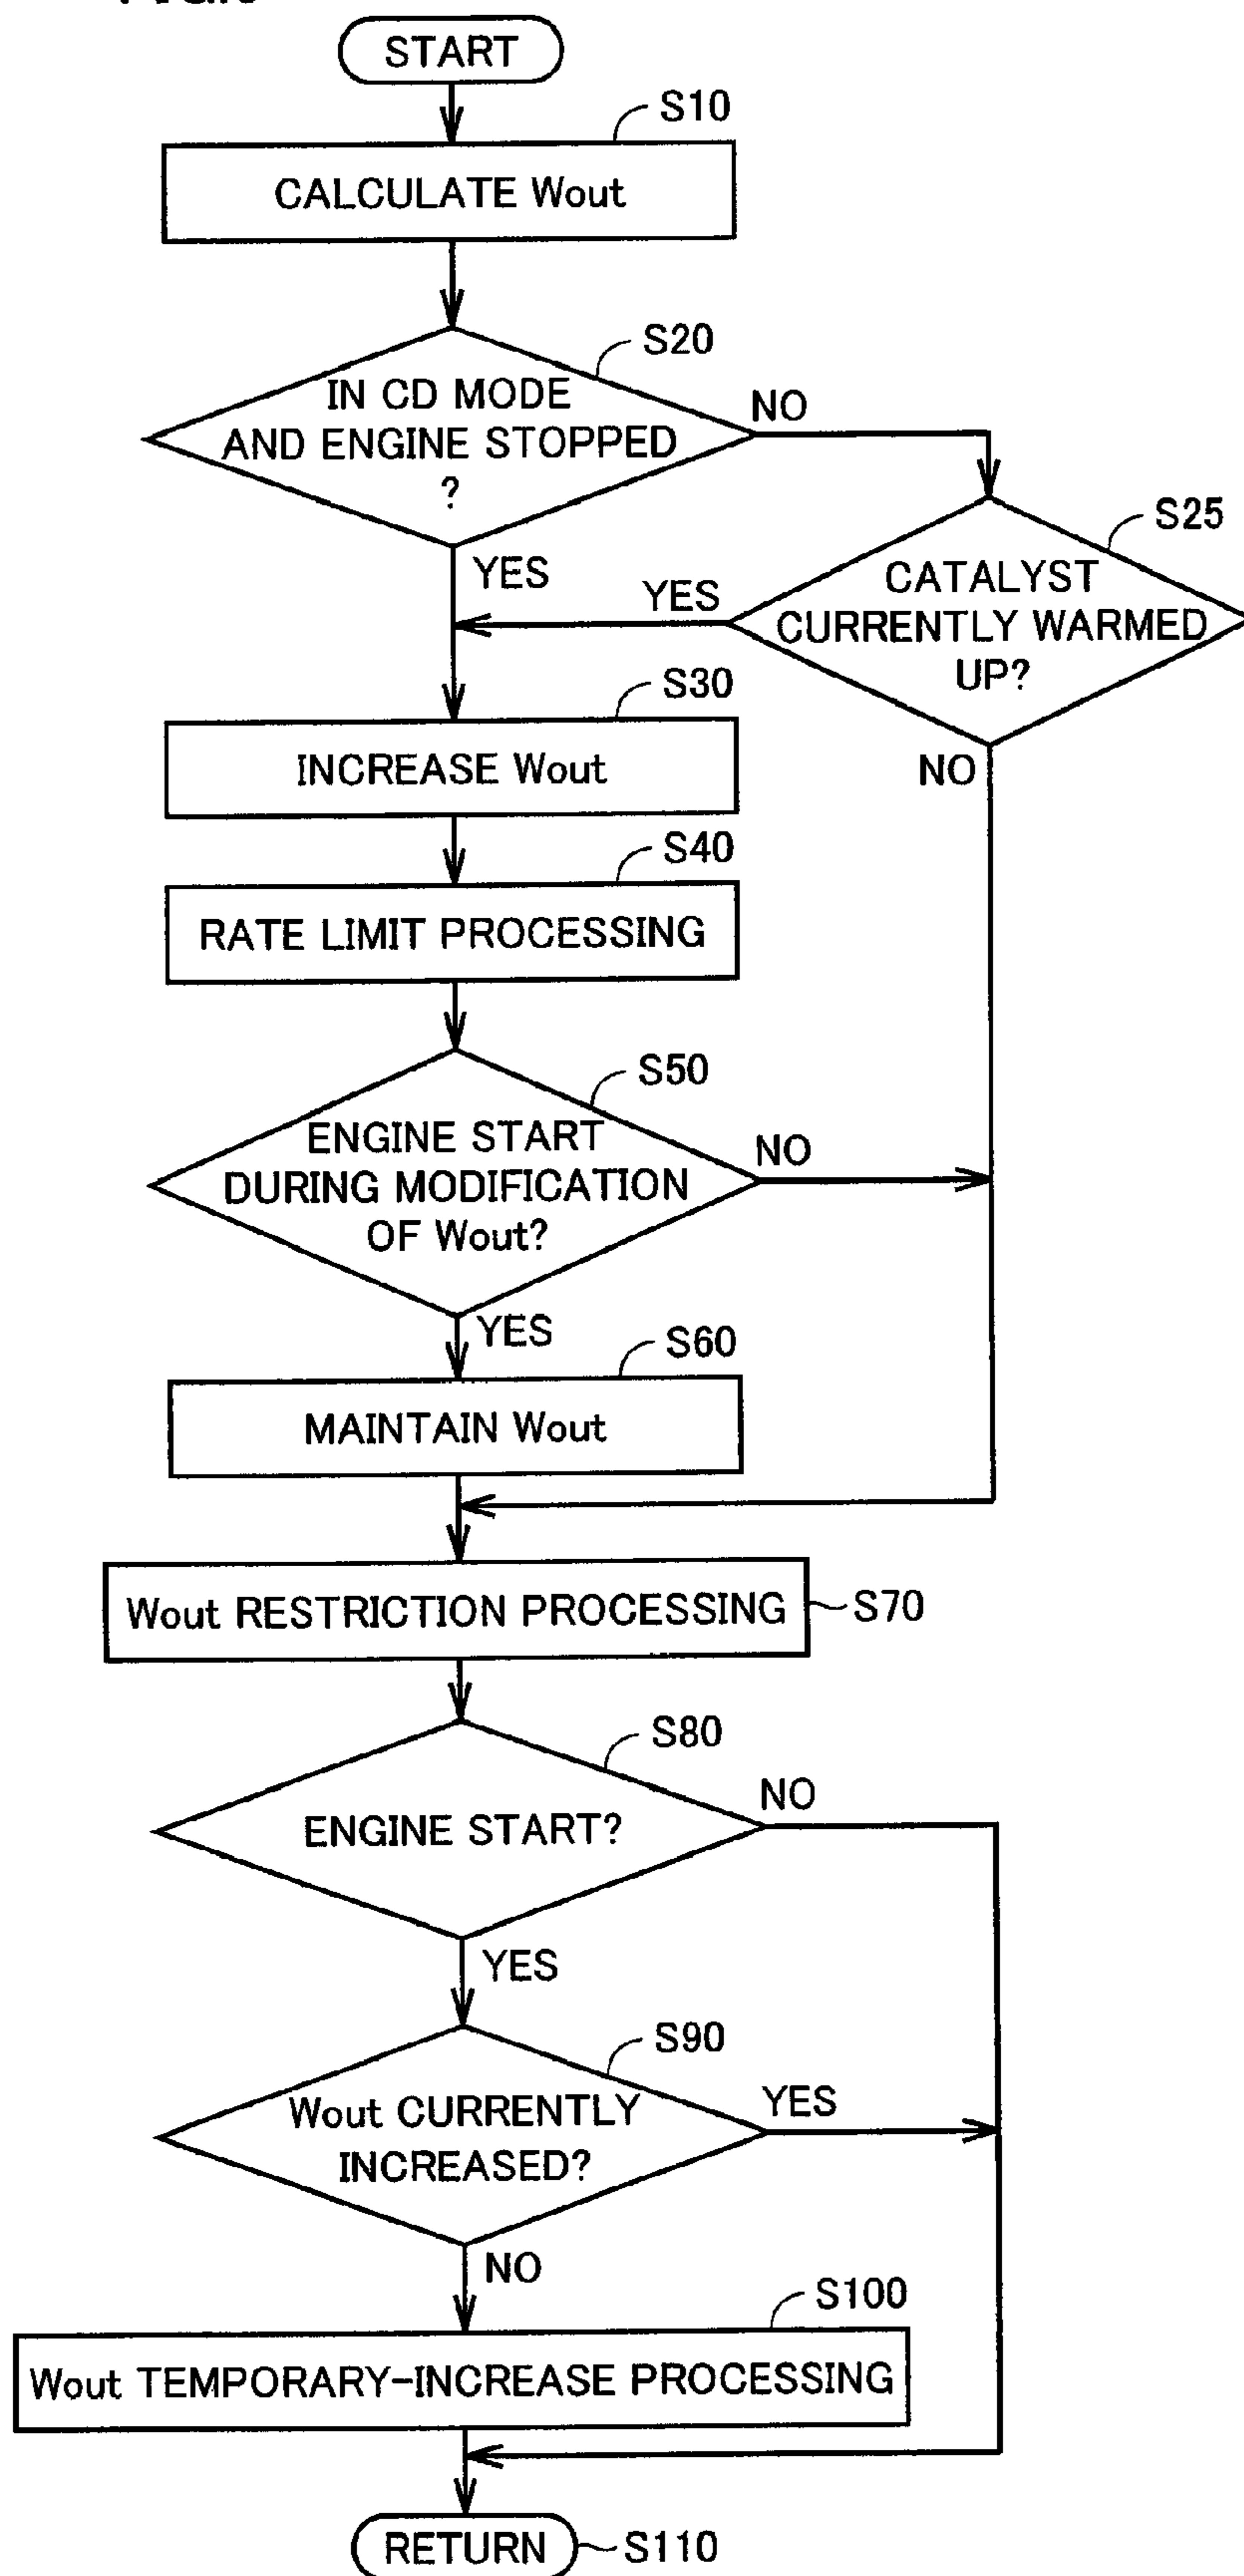 START
S10
CALCULATE Wout
S20
IN CD MODE
AND ENGINE STOPPED
?
NO
S25
YES
YES
CATALYST
CURRENTLY WARMED
UP?
S30
NO
INCREASE Wout
S40
RATE LIMIT PROCESSING
S50
ENGINE START
DURING MODIFICATION
OF Wout?
NO
YES
S60
MAINTAIN Wout
Wout RESTRICTION PROCESSING
S70
S80
NO
ENGINE START?
YES
S90
Wout CURRENTLY
INCREASED?
YES
NO
S100
Wout TEMPORARY-INCREASE PROCESSING
RETURN
S110